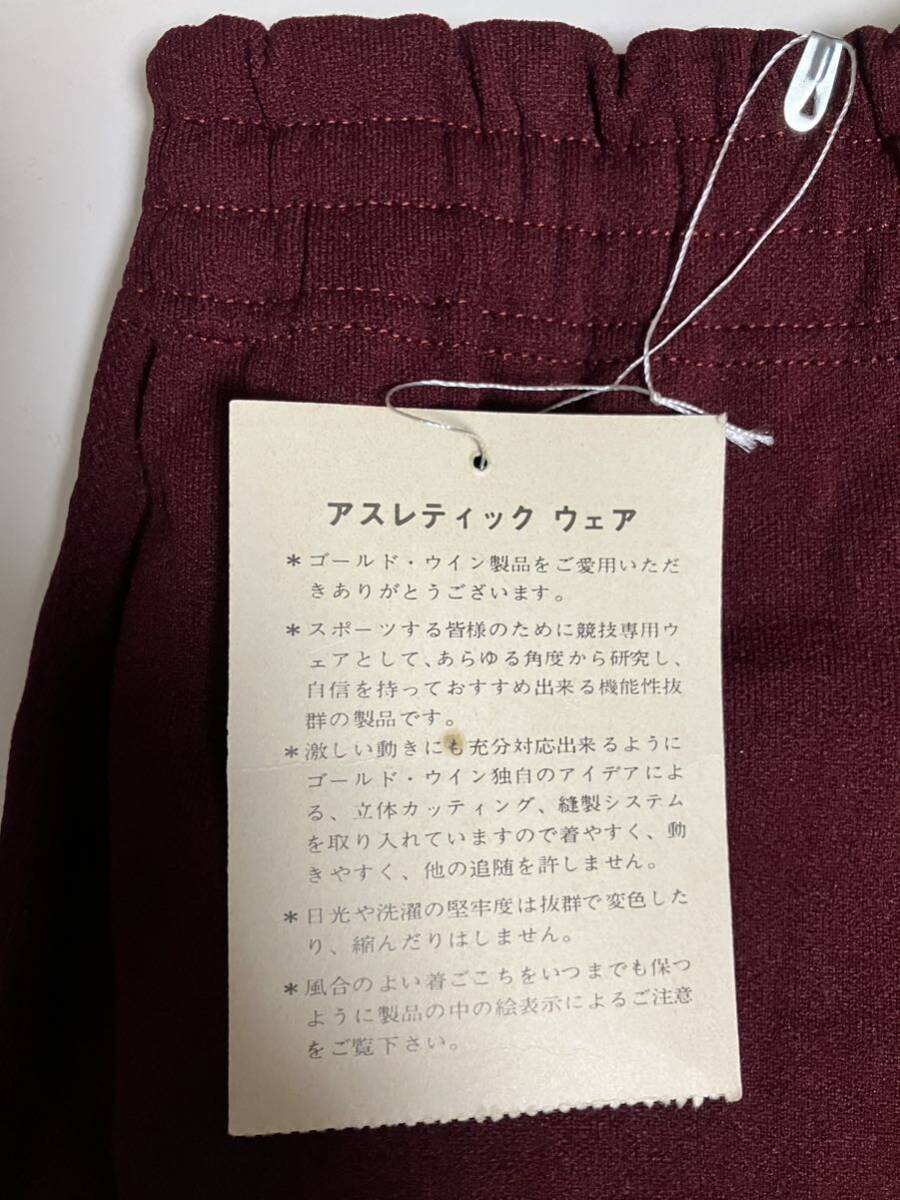 アスレティック ウェア
＊ゴールド・ウイン製品をご愛用いただ
きありがとうございます。
＊スポーツする皆様のために競技専用ウ
ェアとして、あらゆる角度から研究し、
自信を持っておすすめ出来る機能性抜
群の製品です。
＊激しい動きにも充分対応出来るように
ゴールド・ウイン独自のアイデアによ
る、立体カッティング、縫製システム
を取り入れていますので着やすく、動
きやすく、他の追随を許しません。
＊日光や洗濯の堅牢度は抜群で変色した
り、縮んだりはしません。
＊風合のよい着ごこちをいつまでも保つ
ように製品の中の絵表示によるご注意
をご覧下さい。